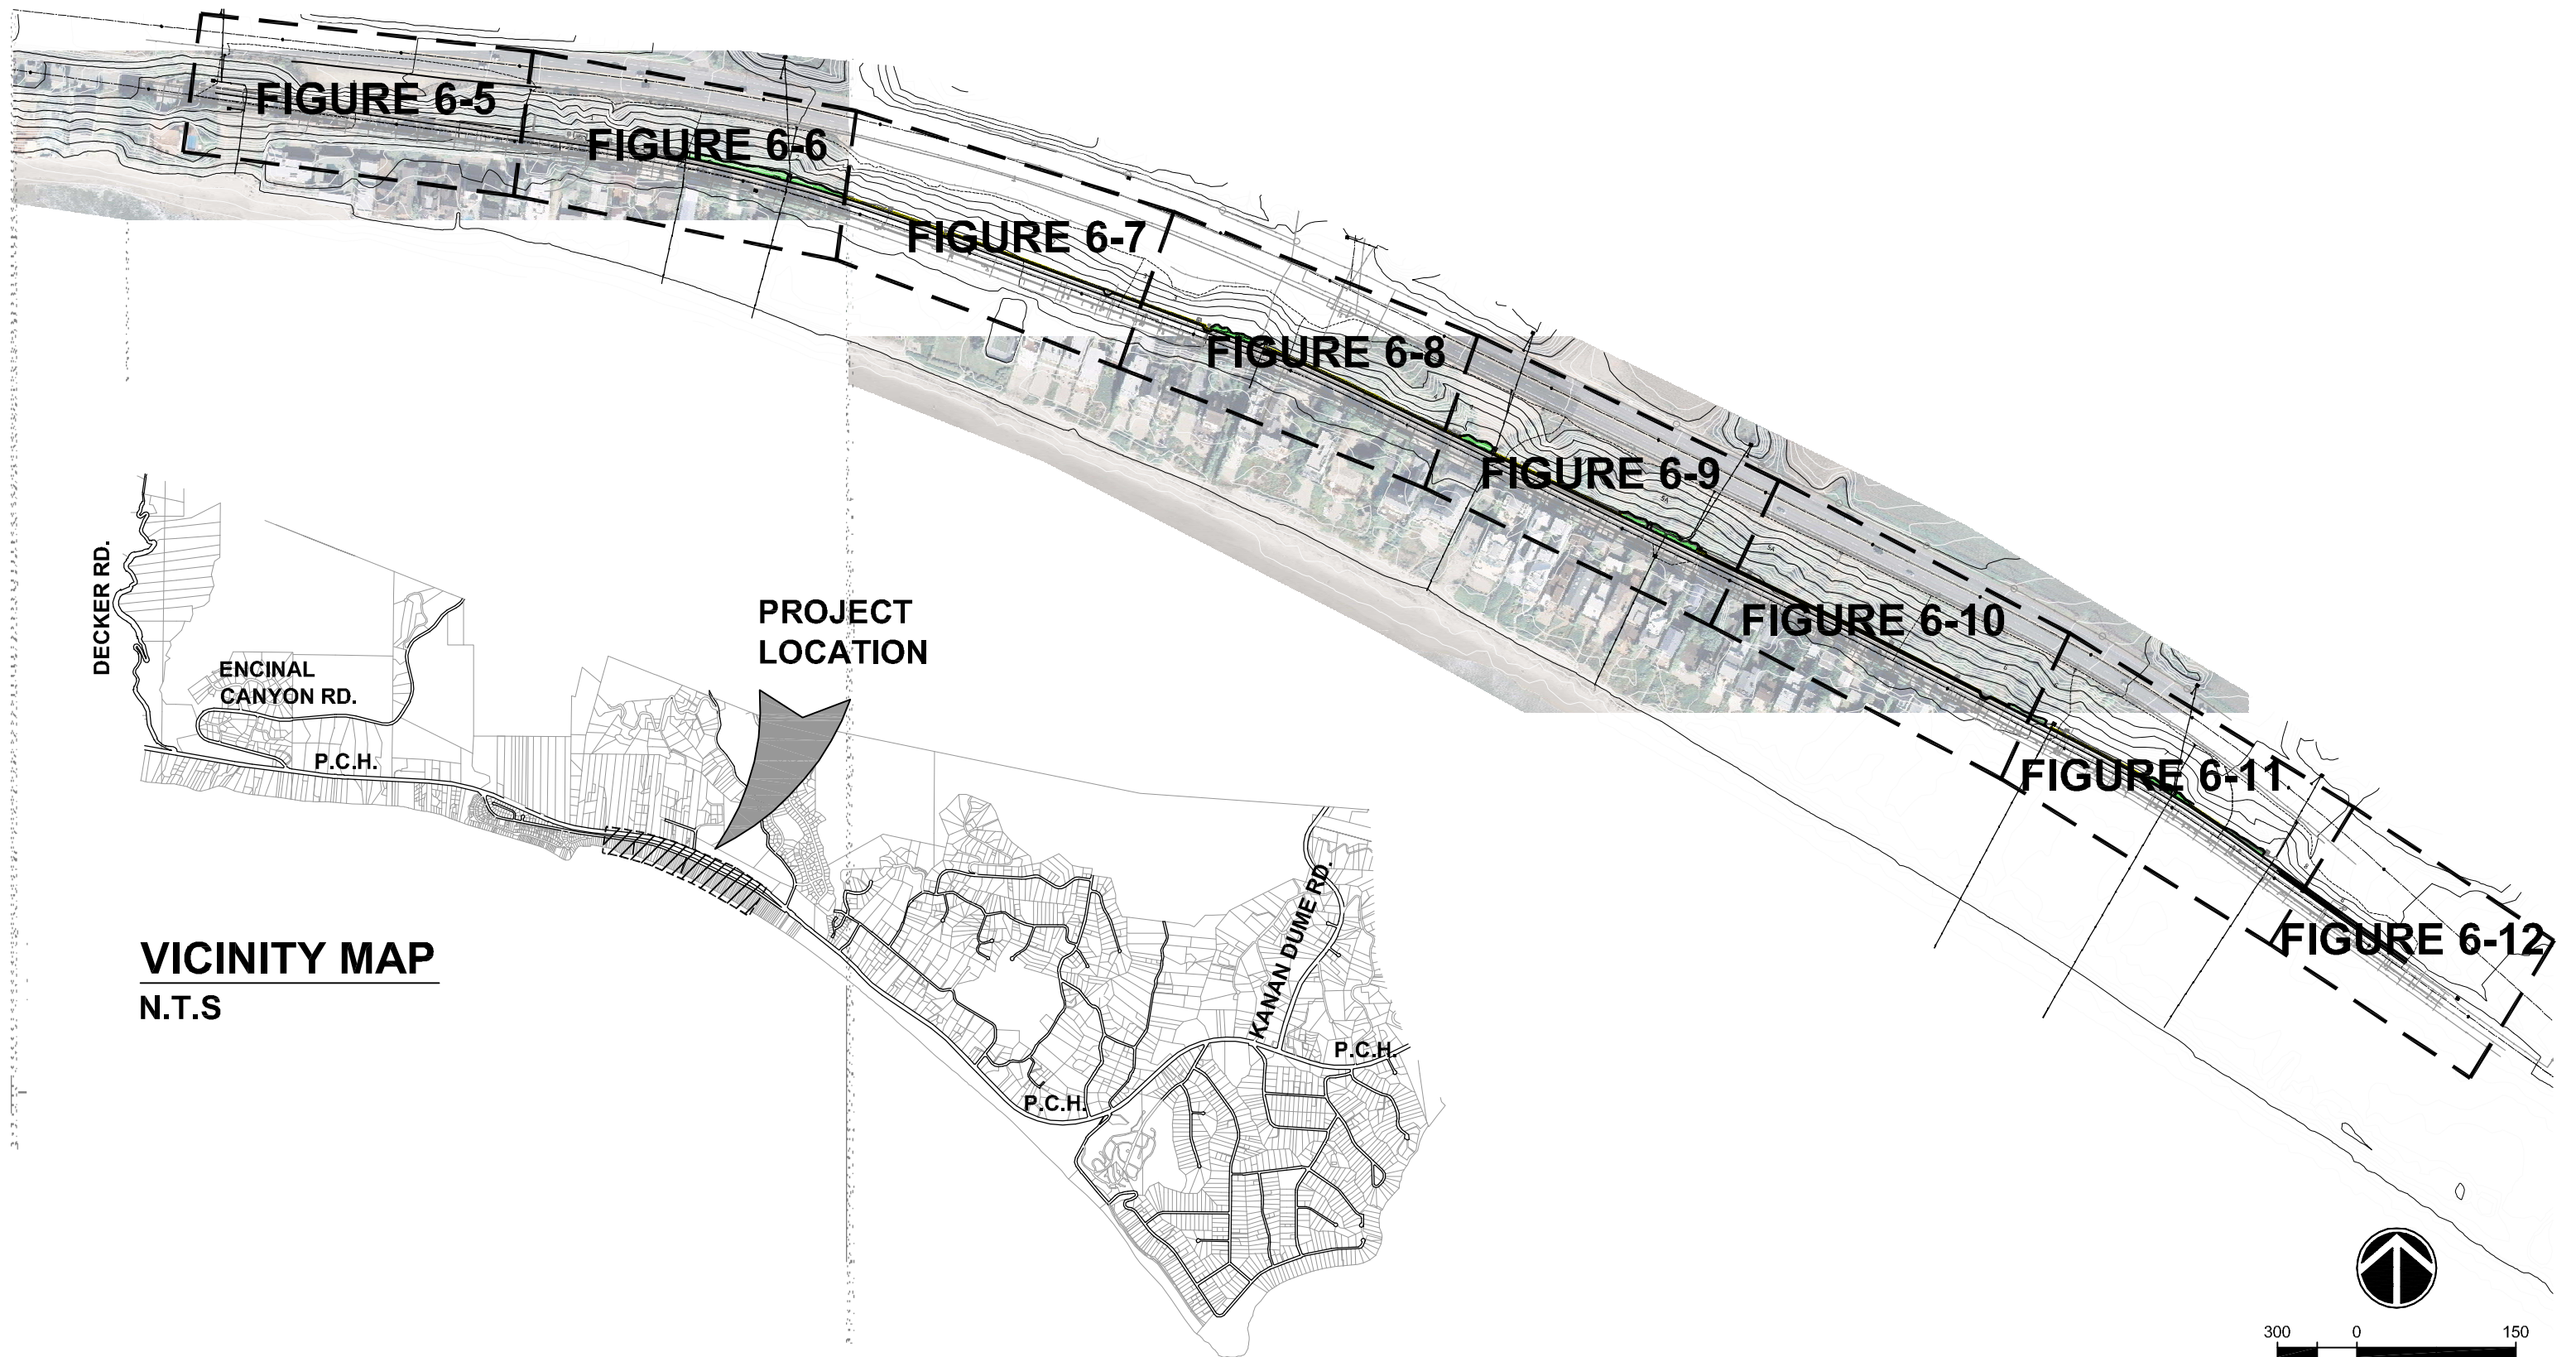 FIGURE 6-5
FIGURE 6-6
FIGURE 6-7
FIGURE 6-8
FIGURE 6-9
FIGURE 6-10
FIGURE 6-11
FIGURE 6-12
DECKER RD.
ENCINAL
CANYON RD.
P.C.H.
PROJECT
LOCATION
KANAN DUME RD.
P.C.H.
P.C.H.
VICINITY MAP
N.T.S
300 0 150